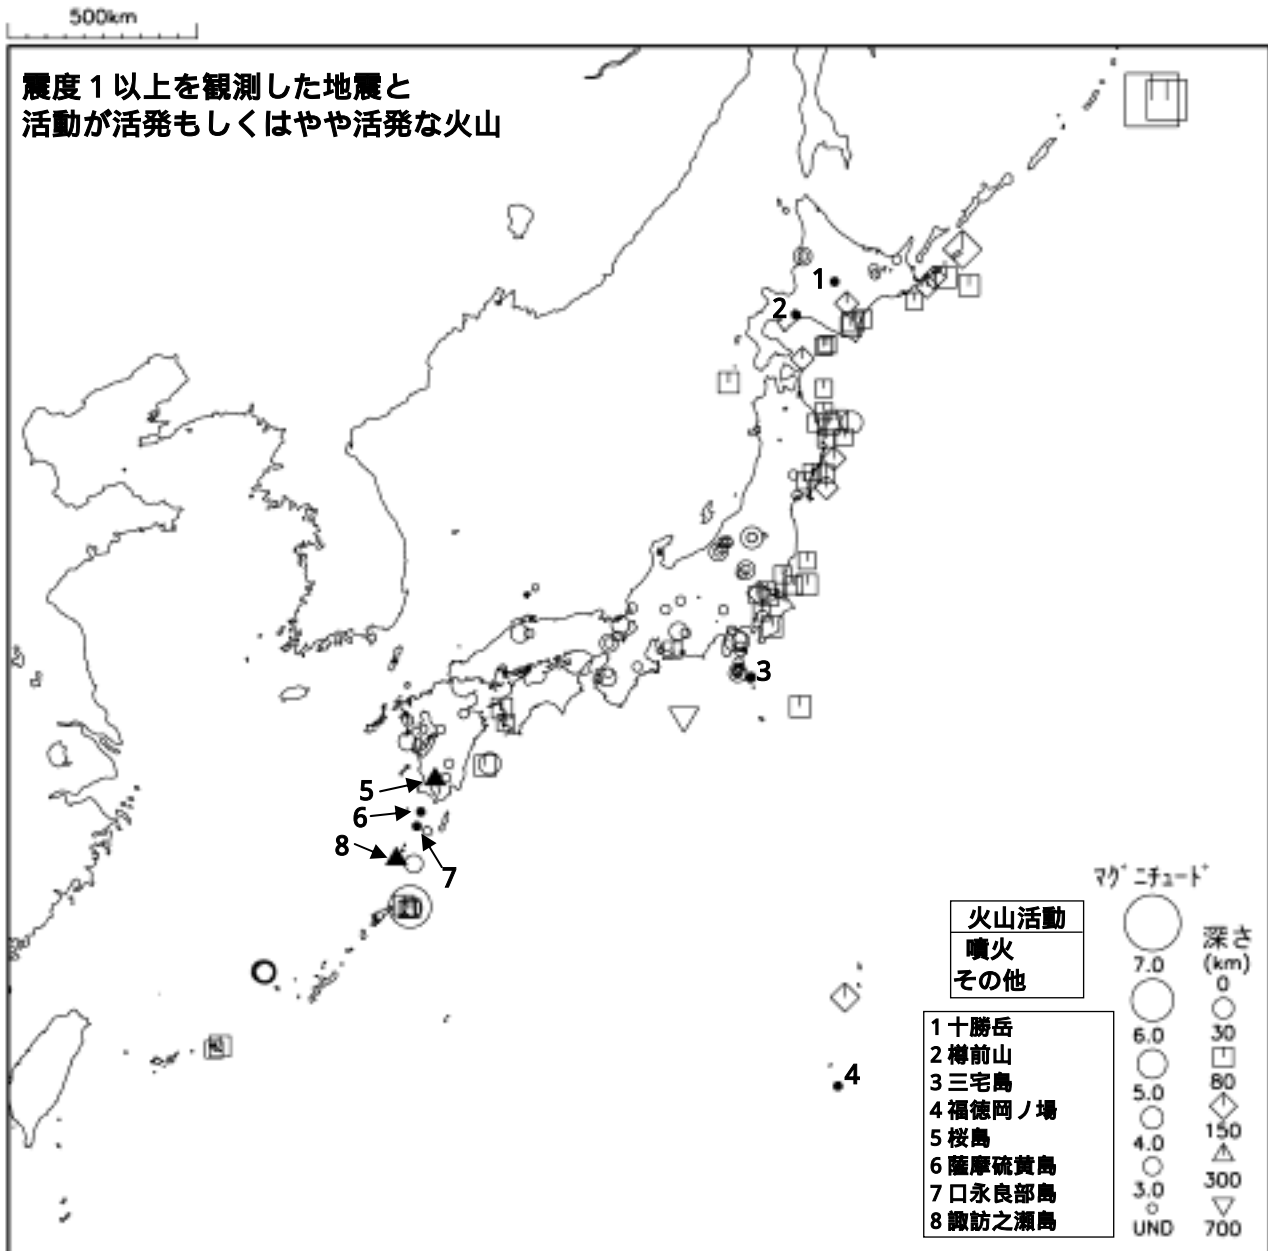 500km
震度１以上を観測した地震と
活動が活発もしくはやや活発な火山
1
2
3
5
6
8
7
4
火山活動
噴火
その他
1 十勝岳
2 樽前山
3 三宅島
4 福徳岡ノ場
5 桜島
6 薩摩硫黄島
7 口永良部島
8 諏訪之瀬島
マグニチュード
7.0
6.0
5.0
4.0
3.0
UND
深さ
(km)
0
30
80
150
300
700